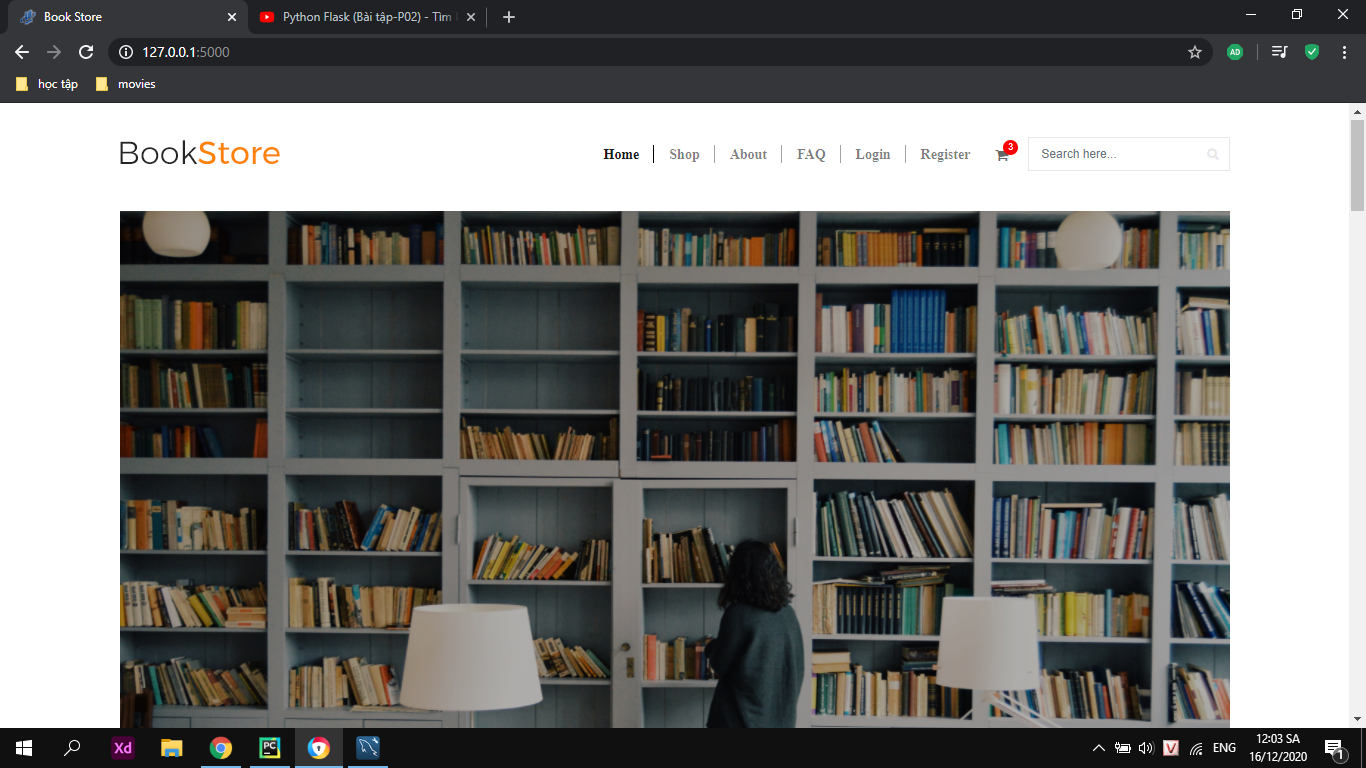 Book Store
Python Flask (Bài tập-P02) - Tìm
127.0.0.1:5000
học tập movies
BookStore
Home Shop About FAQ Login Register 3 Search here...
Xd PC V ENG 12:03 SA
16/12/2020 1